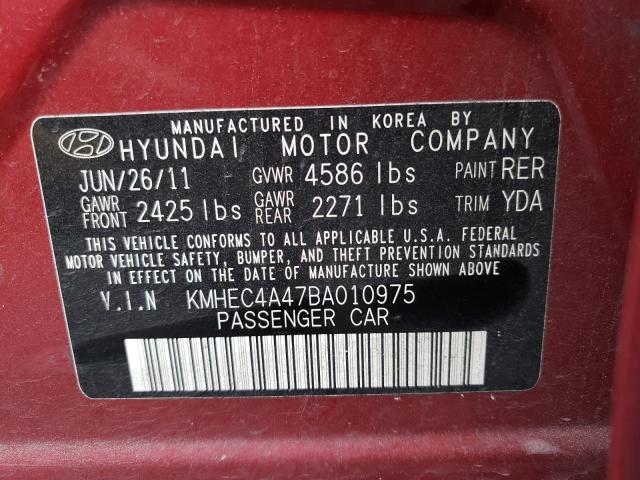 MANUFACTURED IN KOREA BY
HYUNDAI MOTOR COMPANY
JUN/26/11 GVWR 4586 lbs PAINT RER
GAWR FRONT 2425 lbs GAWR REAR 2271 lbs TRIM YDA
THIS VEHICLE CONFORMS TO ALL APPLICABLE U.S.A. FEDERAL
MOTOR VEHICLE SAFETY, BUMPER, AND THEFT PREVENTION STANDARDS
IN EFFECT ON THE DATE OF MANUFACTURE SHOWN ABOVE
V.I.N KMHEC4A47BA010975
PASSENGER CAR